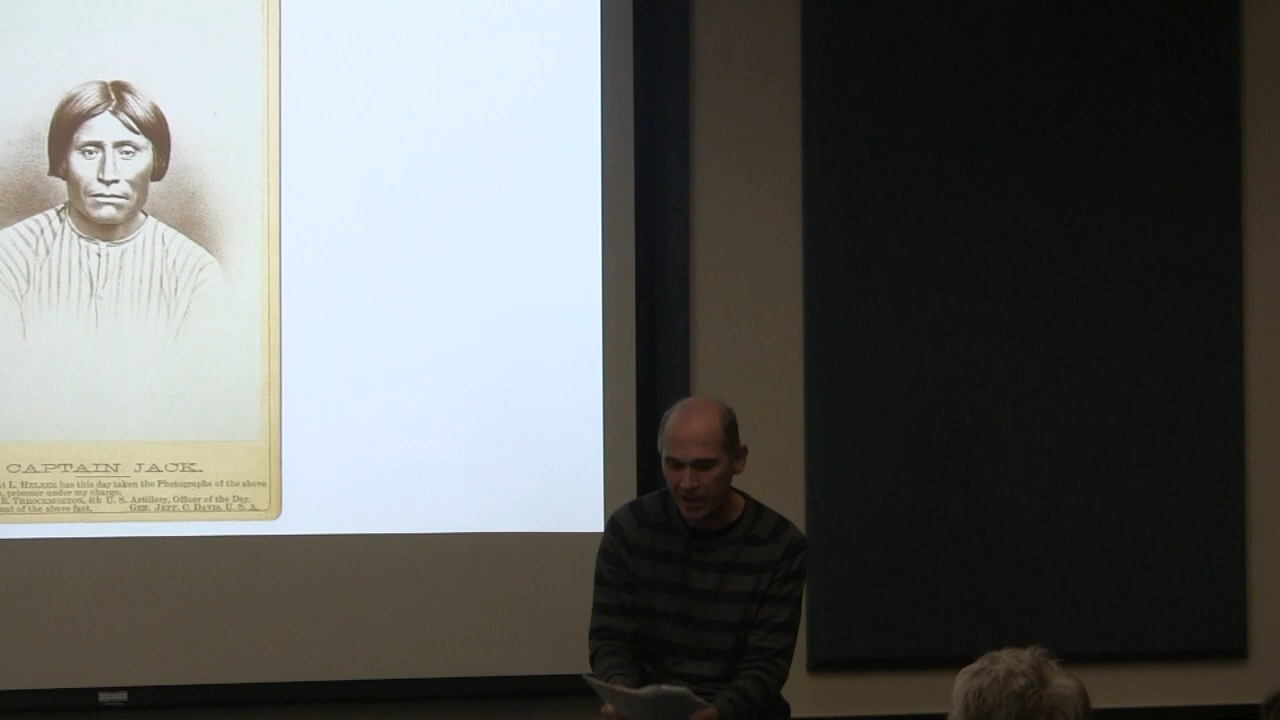 CAPTAIN JACK.
L. HELLER has this day taken the Photographs of the above
prisoner under my charge.
B. THROCKMORTON, 4th U. S. Artillery, Officer of the Day.
nt of the above fact. GEN. JEFF. C. DAVIS, U. S. A.